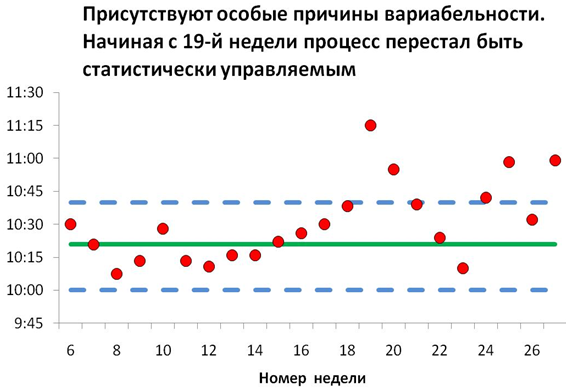 Присутствуют особые причины вариабельности.
Начиная с 19-й недели процесс перестал быть
статистически управляемым
11:30
11:15
11:00
10:45
10:30
10:15
10:00
9:45
6 8 10 12 14 16 18 20 22 24 26
Номер недели